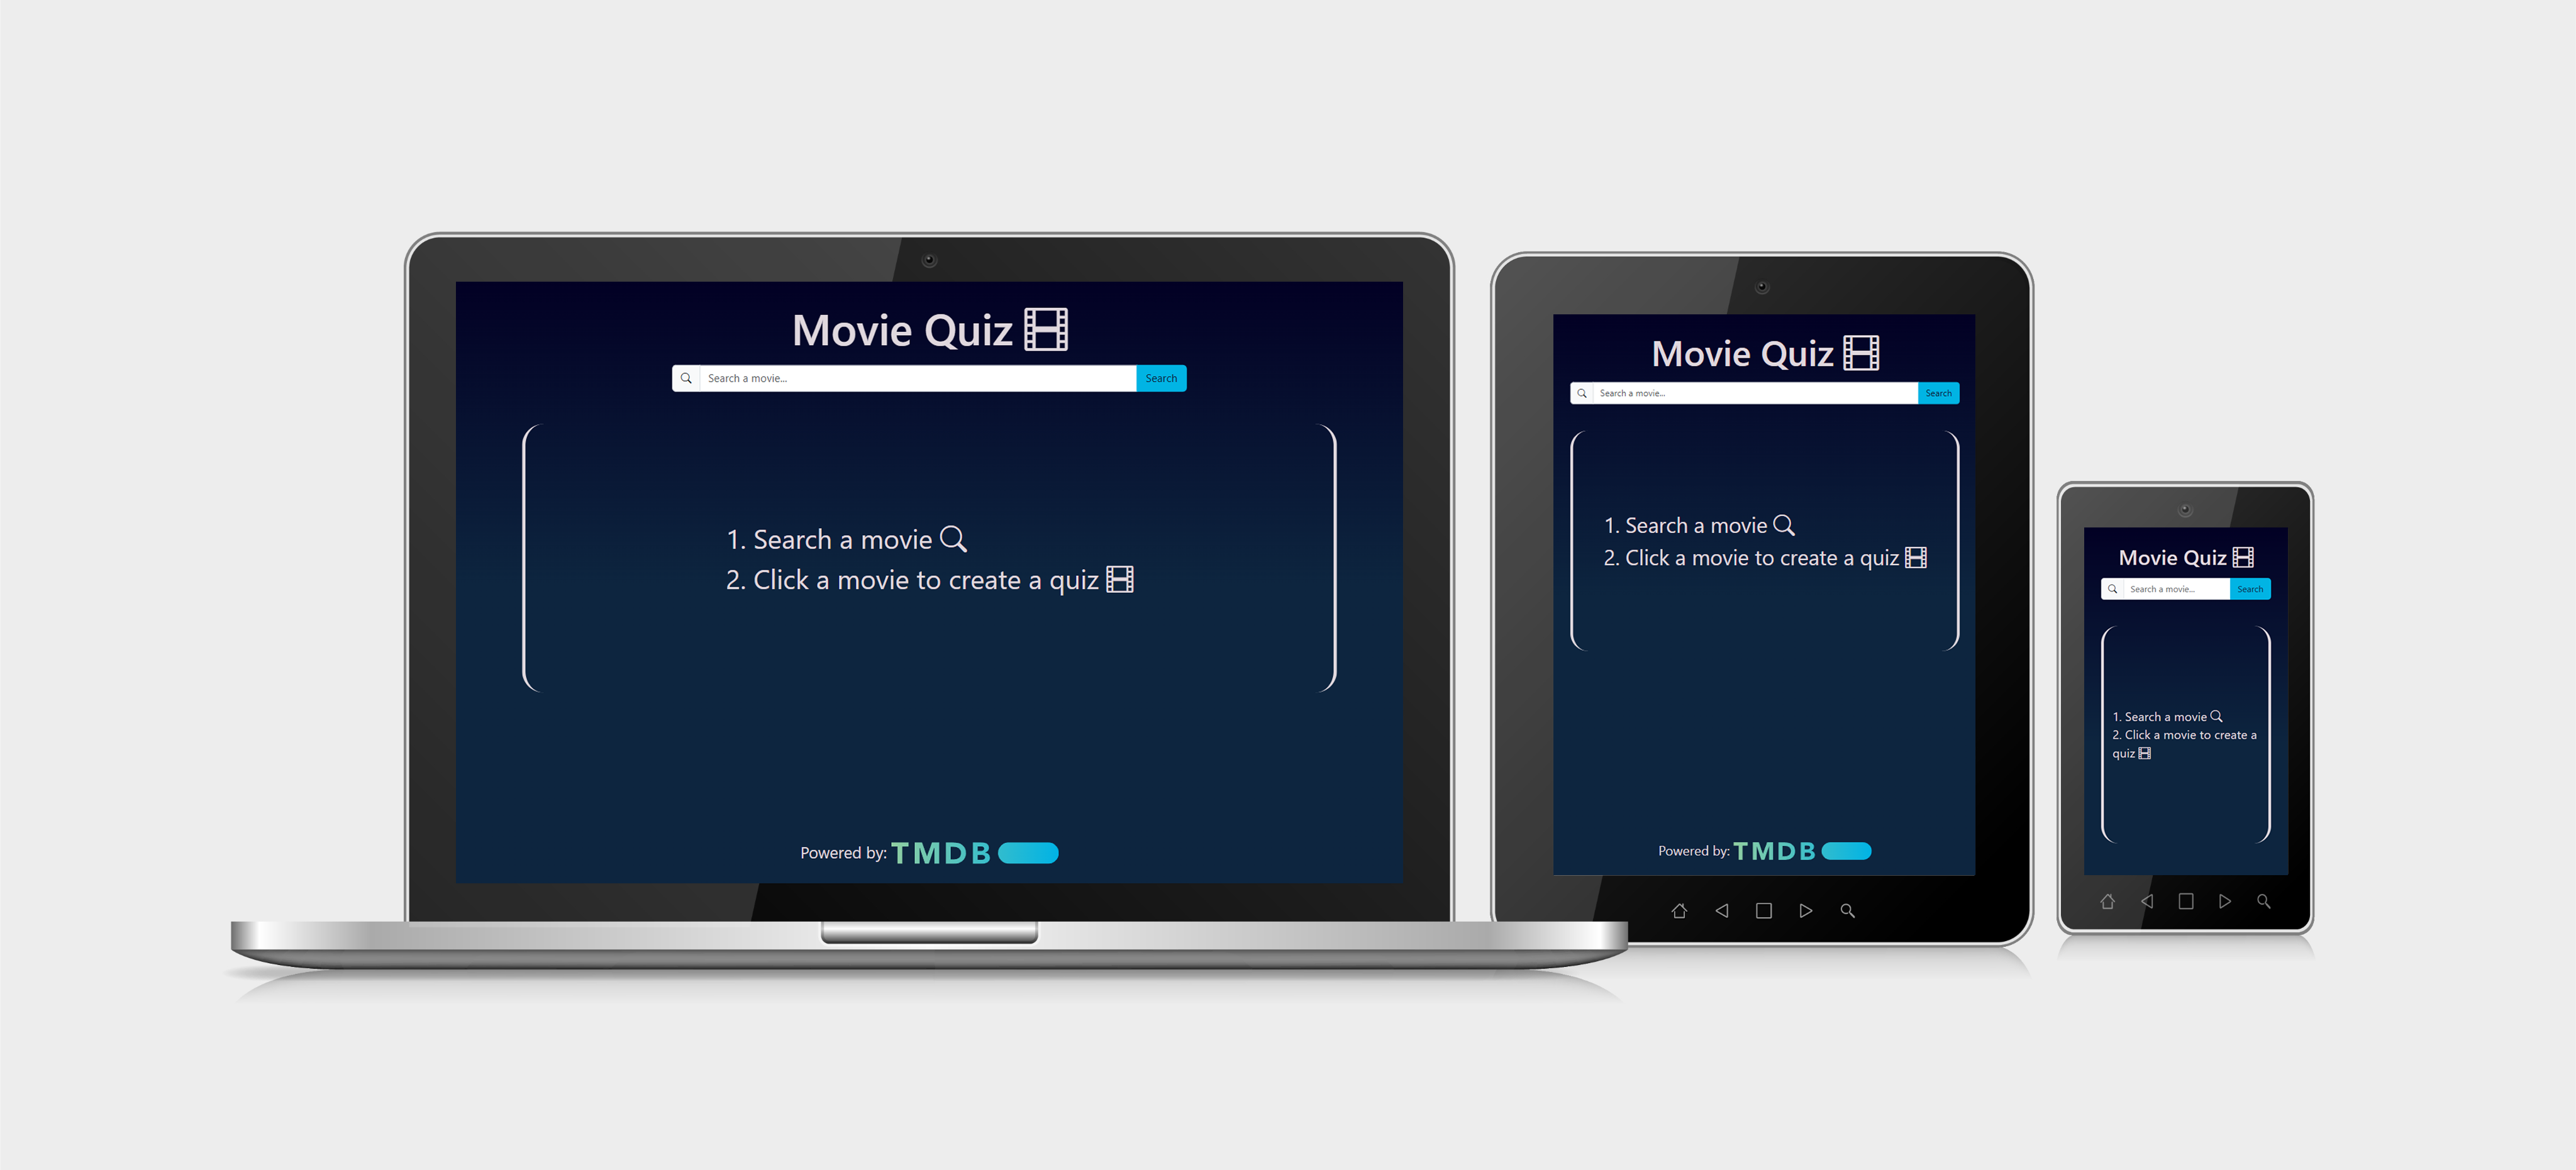 Movie Quiz
Search a movie...
Search
1. Search a movie
2. Click a movie to create a quiz
Powered by: TMDB
Movie Quiz
Search a movie...
Search
1. Search a movie
2. Click a movie to create a quiz
Powered by: TMDB
Movie Quiz
Search a movie...
Search
1. Search a movie
2. Click a movie to create a
quiz